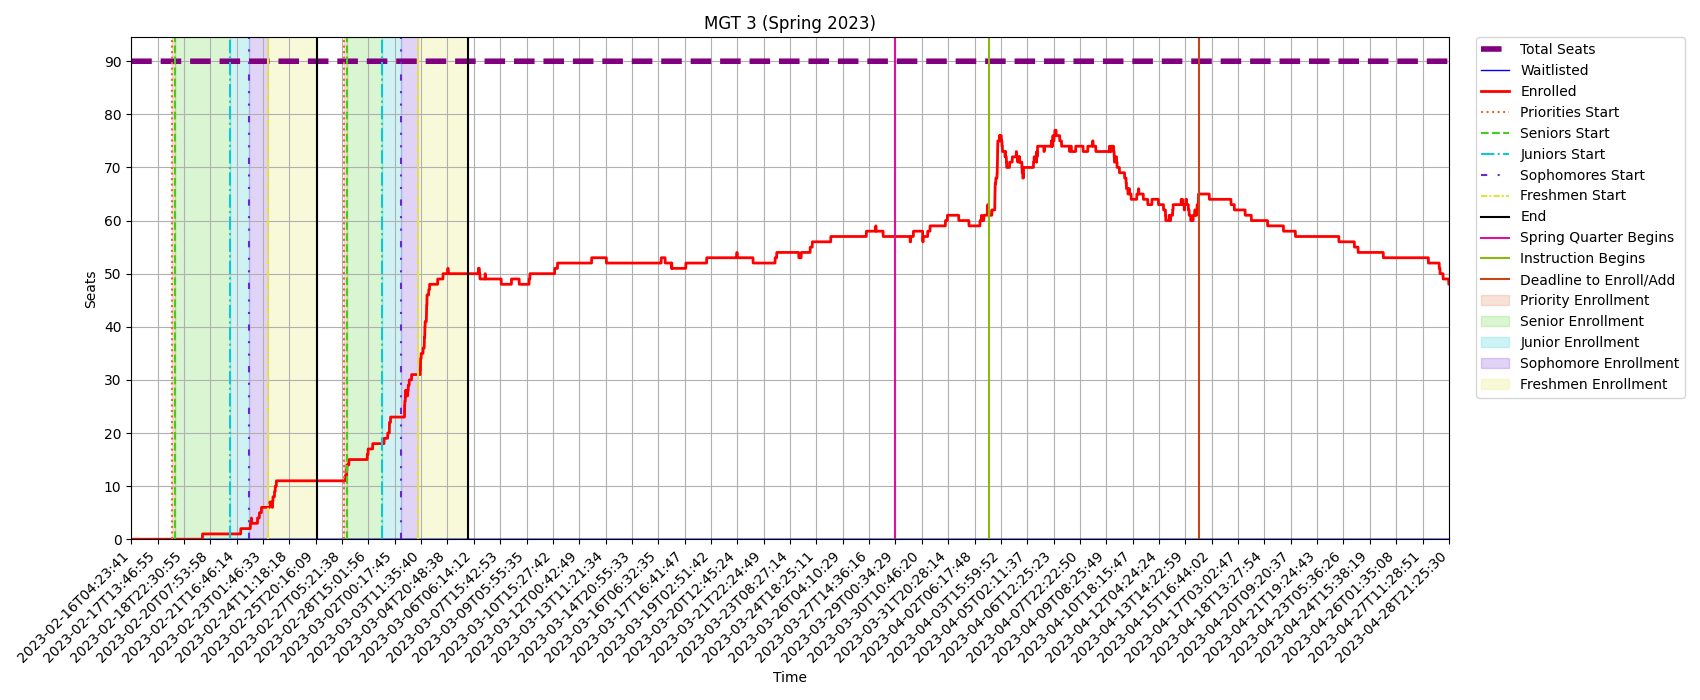 MGT 3 (Spring 2023)
Seats
90
80
70
60
50
40
30
20
10
0
2023-02-16T04:23:41
2023-02-17T13:46:55
2023-02-18T22:30:55
2023-02-20T07:53:58
2023-02-21T16:46:14
2023-02-23T01:46:33
2023-02-24T11:18:18
2023-02-25T20:16:09
2023-02-27T05:21:38
2023-02-28T15:01:56
2023-03-02T00:17:45
2023-03-03T11:35:40
2023-03-04T20:48:38
2023-03-06T06:14:12
2023-03-07T15:42:53
2023-03-09T05:55:35
2023-03-10T15:27:42
2023-03-12T00:42:49
2023-03-13T11:21:34
2023-03-14T20:55:33
2023-03-16T06:32:35
2023-03-17T16:41:47
2023-03-19T02:51:42
2023-03-20T12:45:24
2023-03-21T22:24:49
2023-03-23T08:27:14
2023-03-24T18:25:11
2023-03-26T04:10:29
2023-03-27T14:36:16
2023-03-29T00:34:29
2023-03-30T10:46:20
2023-03-31T20:28:14
2023-04-02T06:17:48
2023-04-03T15:59:52
2023-04-05T02:11:37
2023-04-06T12:25:23
2023-04-07T22:22:50
2023-04-09T08:25:49
2023-04-10T18:15:47
2023-04-12T04:24:24
2023-04-13T14:22:59
2023-04-15T16:44:02
2023-04-17T03:02:47
2023-04-18T13:27:54
2023-04-20T09:20:37
2023-04-21T19:24:43
2023-04-23T05:36:26
2023-04-24T15:38:19
2023-04-26T01:35:08
2023-04-27T11:28:51
2023-04-28T21:25:30
Time
Total Seats
Waitlisted
Enrolled
Priorities Start
Seniors Start
Juniors Start
Sophomores Start
Freshmen Start
End
Spring Quarter Begins
Instruction Begins
Deadline to Enroll/Add
Priority Enrollment
Senior Enrollment
Junior Enrollment
Sophomore Enrollment
Freshmen Enrollment